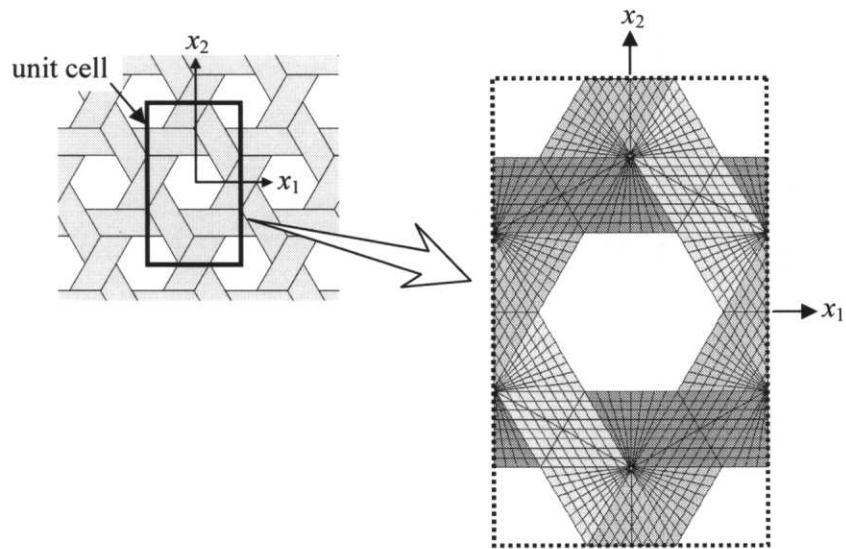 x₂
unit cell
x₁
x₂
x₁